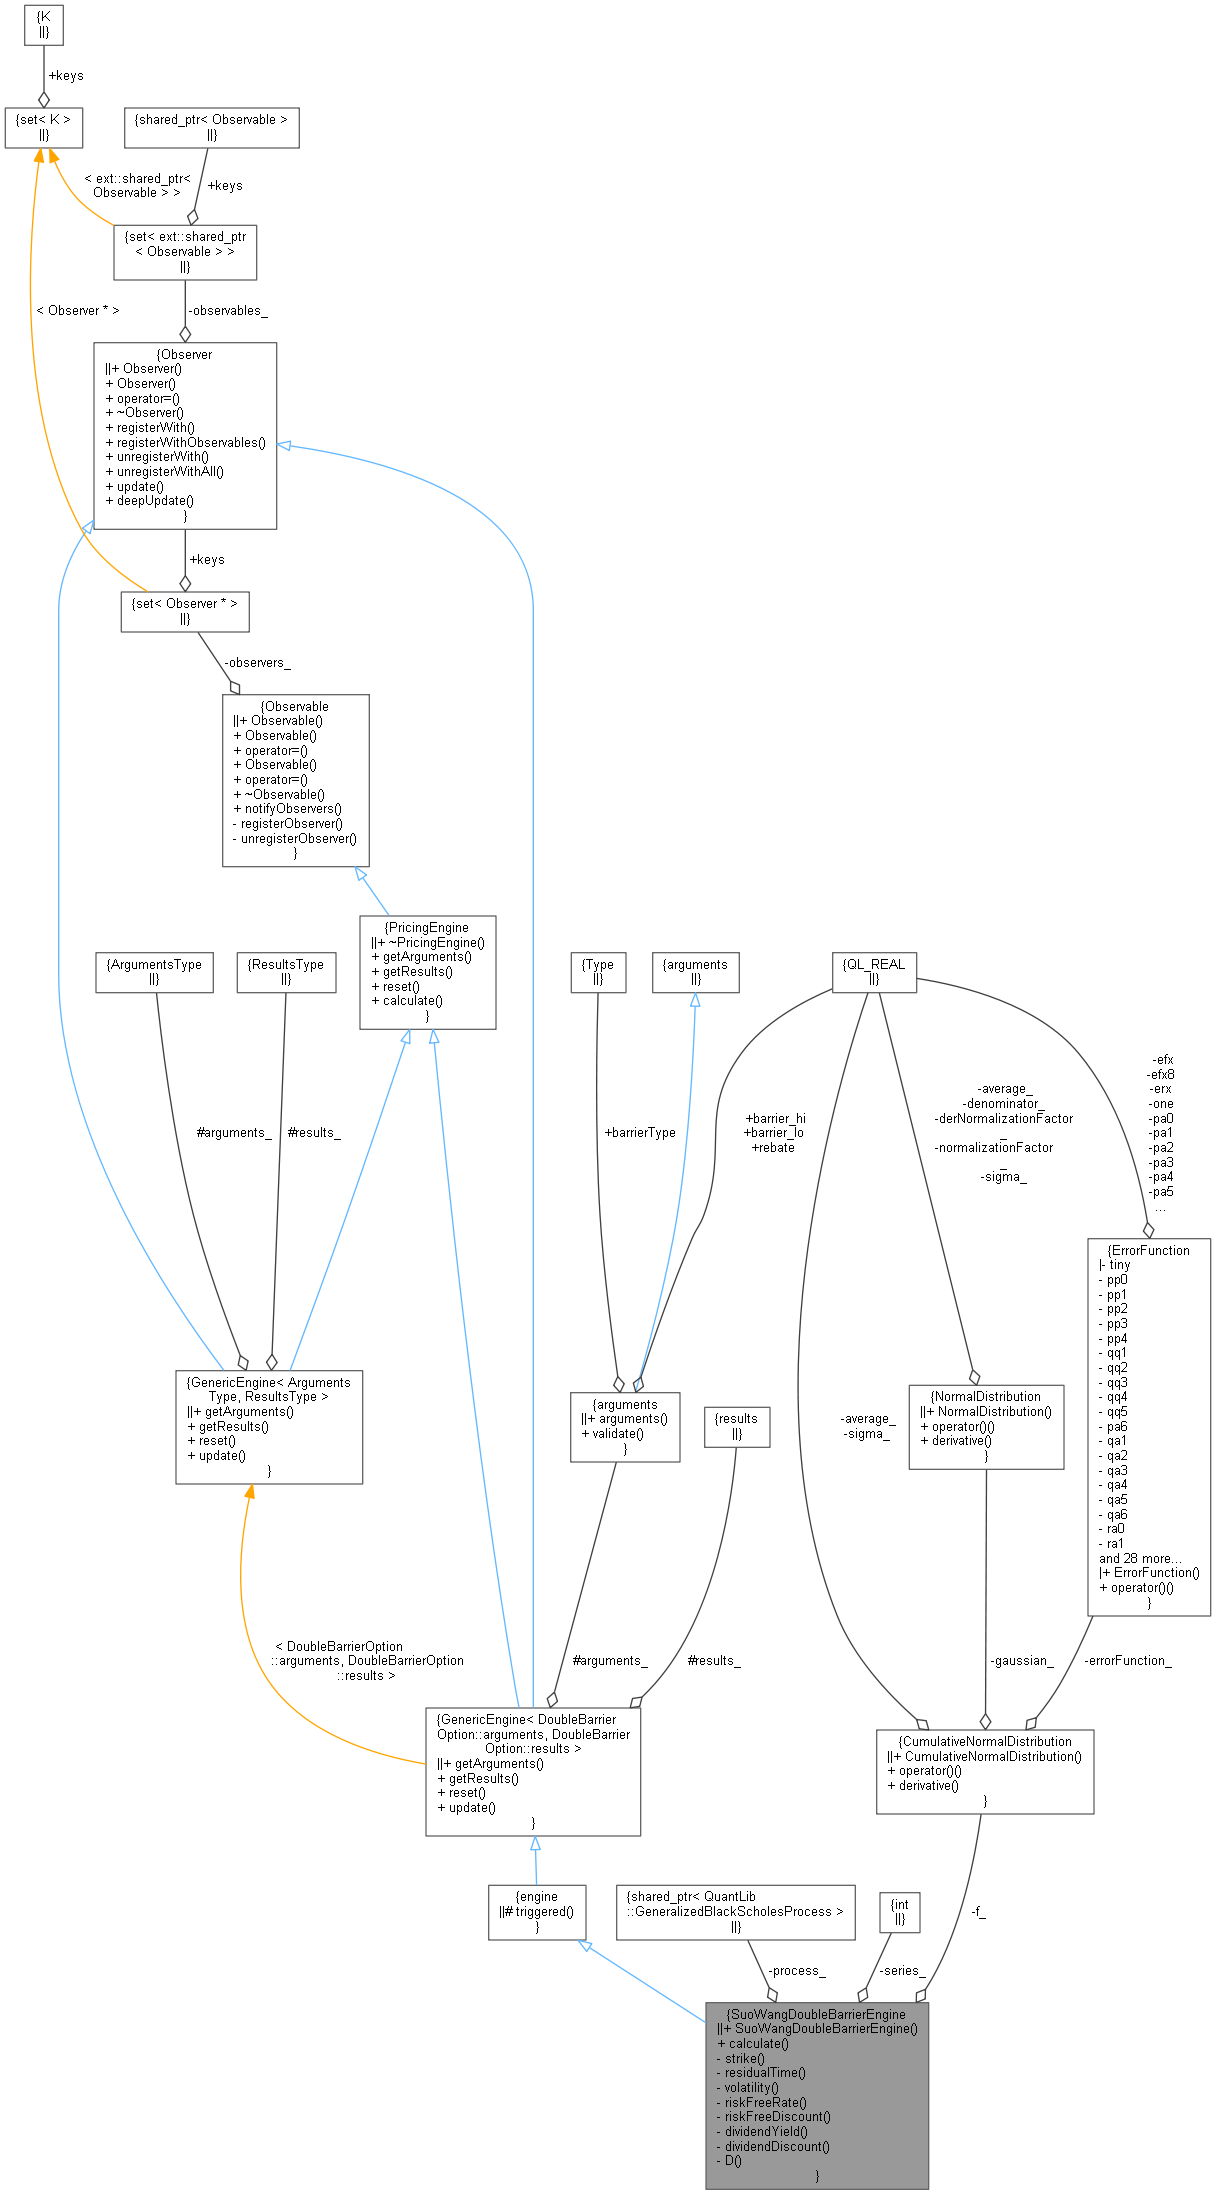 {K
||}
+keys
{set< K >
||}
{shared_ptr< Observable >
||}
< ext::shared_ptr<
Observable > >
+keys
{set< ext::shared_ptr
< Observable > >
||}
< Observer * >
-observables_
{Observer
||+ Observer()
+ Observer()
+ operator=()
+ ~Observer()
+ registerWith()
+ registerWithObservables()
+ unregisterWith()
+ unregisterWithAll()
+ update()
+ deepUpdate()
}
+keys
{set< Observer * >
||}
-observers_
{Observable
||+ Observable()
+ Observable()
+ operator=()
+ Observable()
+ operator=()
+ ~Observable()
+ notifyObservers()
- registerObserver()
- unregisterObserver()
}
{PricingEngine
||+ ~PricingEngine()
+ getArguments()
+ getResults()
+ reset()
+ calculate()
}
{ArgumentsType
||}
{ResultsType
||}
{Type
||}
{arguments
||}
{QL_REAL
||}
#arguments_
#results_
+barrierType
+barrier_hi
+barrier_lo
+rebate
-average_
-denominator_
-derNormalizationFactor
_
-normalizationFactor
_
-sigma_
-efx
-efx8
-erx
-one
-pa0
-pa1
-pa2
-pa3
-pa4
-pa5
...
{GenericEngine< Arguments
Type, ResultsType >
||+ getArguments()
+ getResults()
+ reset()
+ update()
}
{arguments
||+ arguments()
+ validate()
}
{results
||}
-average_
-sigma_
{NormalDistribution
||+ NormalDistribution()
+ operator()()
+ derivative()
}
{ErrorFunction
|- tiny
- pp0
- pp1
- pp2
- pp3
- pp4
- qq1
- qq2
- qq3
- qq4
- qq5
- pa6
- qa1
- qa2
- qa3
- qa4
- qa5
- qa6
- ra0
- ra1
and 28 more...
|+ ErrorFunction()
+ operator()()
}
< DoubleBarrierOption
::arguments, DoubleBarrierOption
::results >
#arguments_
#results_
-gaussian_
-errorFunction_
{GenericEngine< DoubleBarrier
Option::arguments, DoubleBarrier
Option::results >
||+ getArguments()
+ getResults()
+ reset()
+ update()
}
{CumulativeNormalDistribution
||+ CumulativeNormalDistribution()
+ operator()()
+ derivative()
}
{engine
||# triggered()
}
{shared_ptr< QuantLib
::GeneralizedBlackScholesProcess >
||}
{int
||}
-f_
-process_
-series_
{SuoWangDoubleBarrierEngine
||+ SuoWangDoubleBarrierEngine()
+ calculate()
- strike()
- residualTime()
- volatility()
- riskFreeRate()
- riskFreeDiscount()
- dividendYield()
- dividendDiscount()
- D()
}